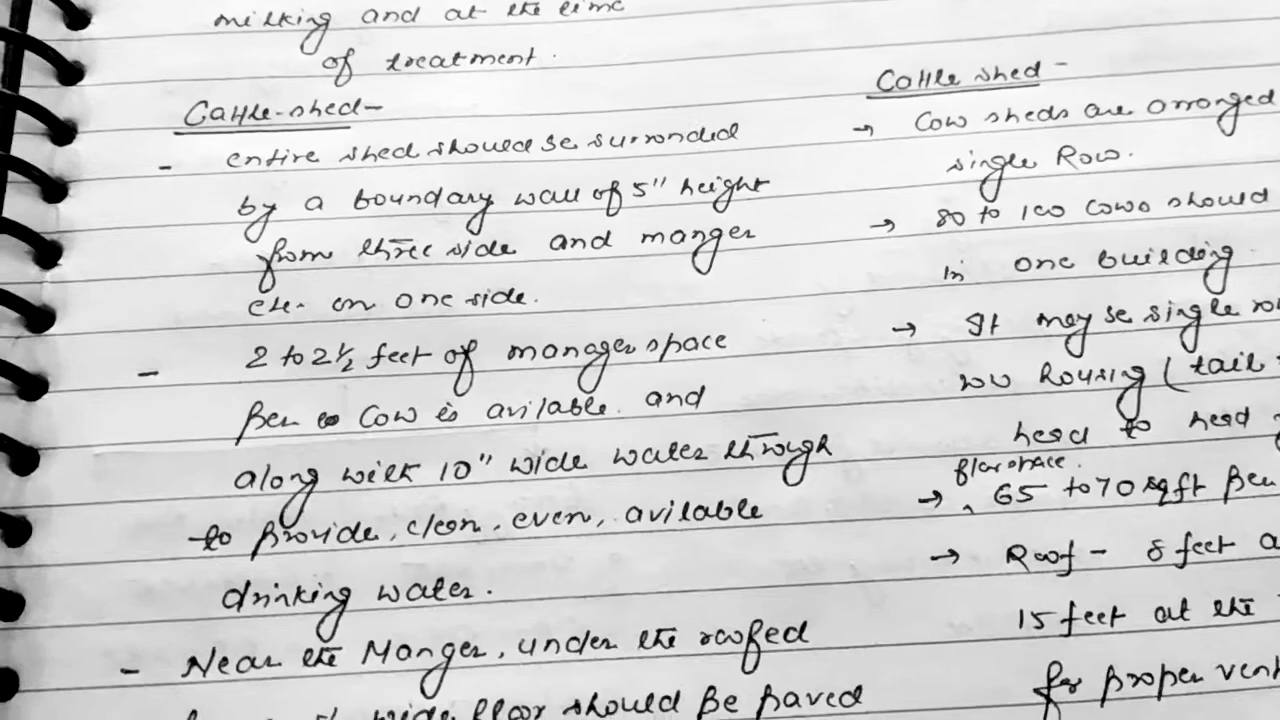 milking and at the time
of treatment.
Cattle-shed-
- entire shed should be surronded
by a boundary wall of 5" height
from three side and manger
etc. on one side.
- 2 to 2½ feet of manager space
per cow is avilable. and
along with 10" wide water through
to provide, clean, even, avilable
drinking water.
- Near the Manger, under the roofed
wide floor should be paved
Cattle shed -
→ Cow sheds are arranged
single Row.
→ 80 to 100 cows should
in one building
→ It may be single
Housing (tail
head to head
floor space.
→ 65 to 70 sqft per
→ Roof - 8 feet
15 feet at the
for proper vent